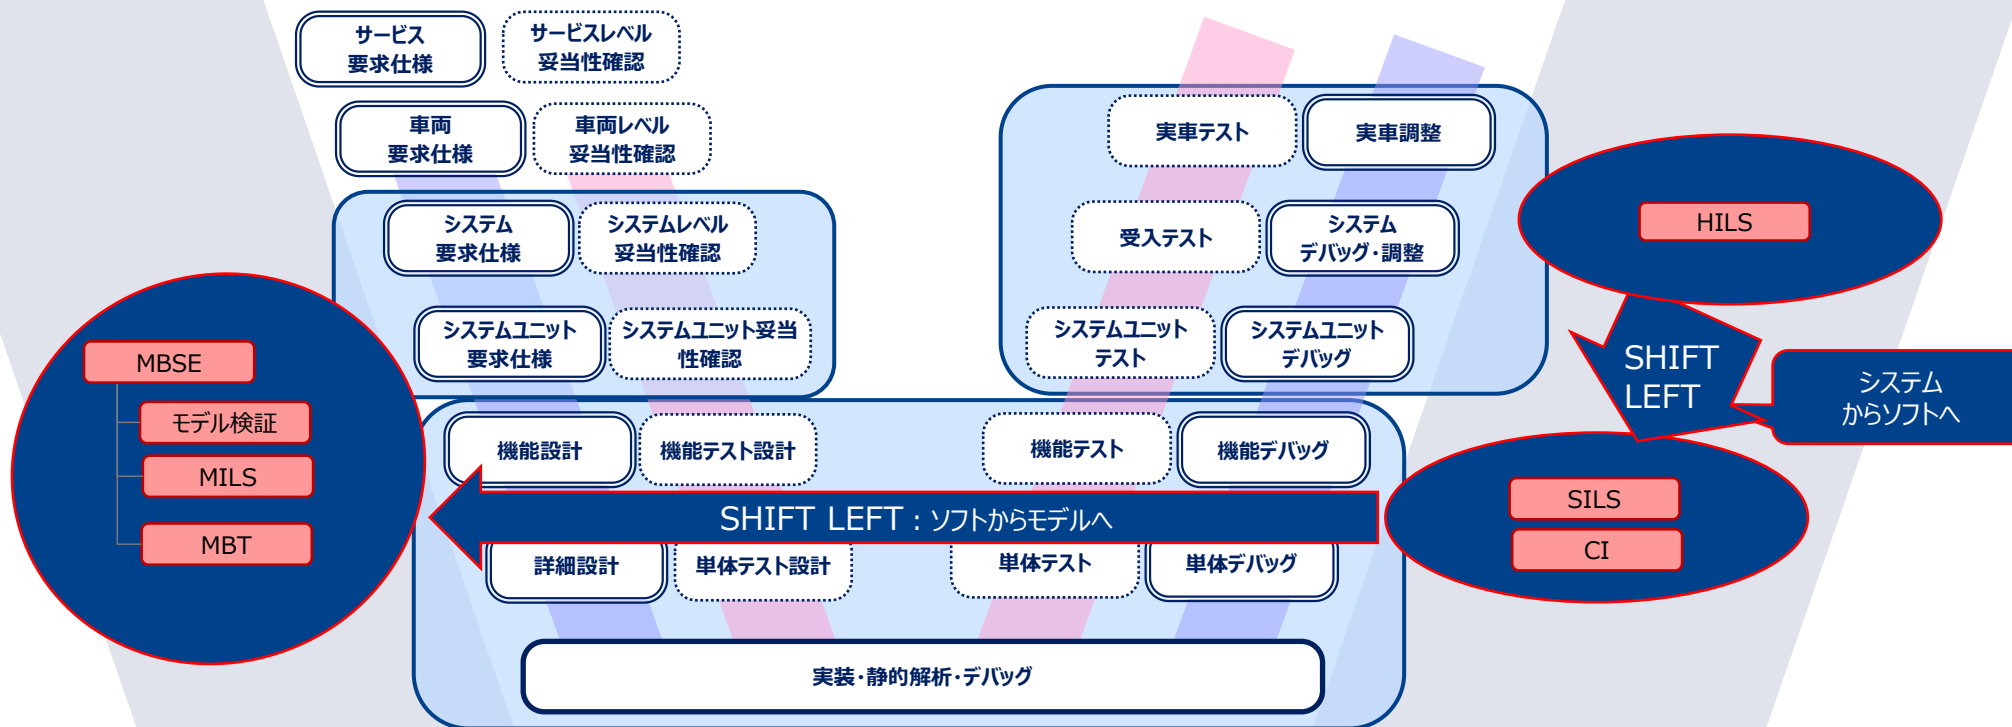 サービス
要求仕様
サービスレベル
妥当性確認
車両
要求仕様
車両レベル
妥当性確認
実車テスト
実車調整
システム
要求仕様
システムレベル
妥当性確認
受入テスト
システム
デバッグ・調整
HILS
システムユニット
要求仕様
システムユニット妥当
性確認
システムユニット
テスト
システムユニット
デバッグ
SHIFT
LEFT
システム
からソフトへ
MBSE
モデル検証
MILS
MBT
機能設計
機能テスト設計
機能テスト
機能デバッグ
SHIFT LEFT：ソフトからモデルへ
SILS
CI
詳細設計
単体テスト設計
単体テスト
単体デバッグ
実装・静的解析・デバッグ